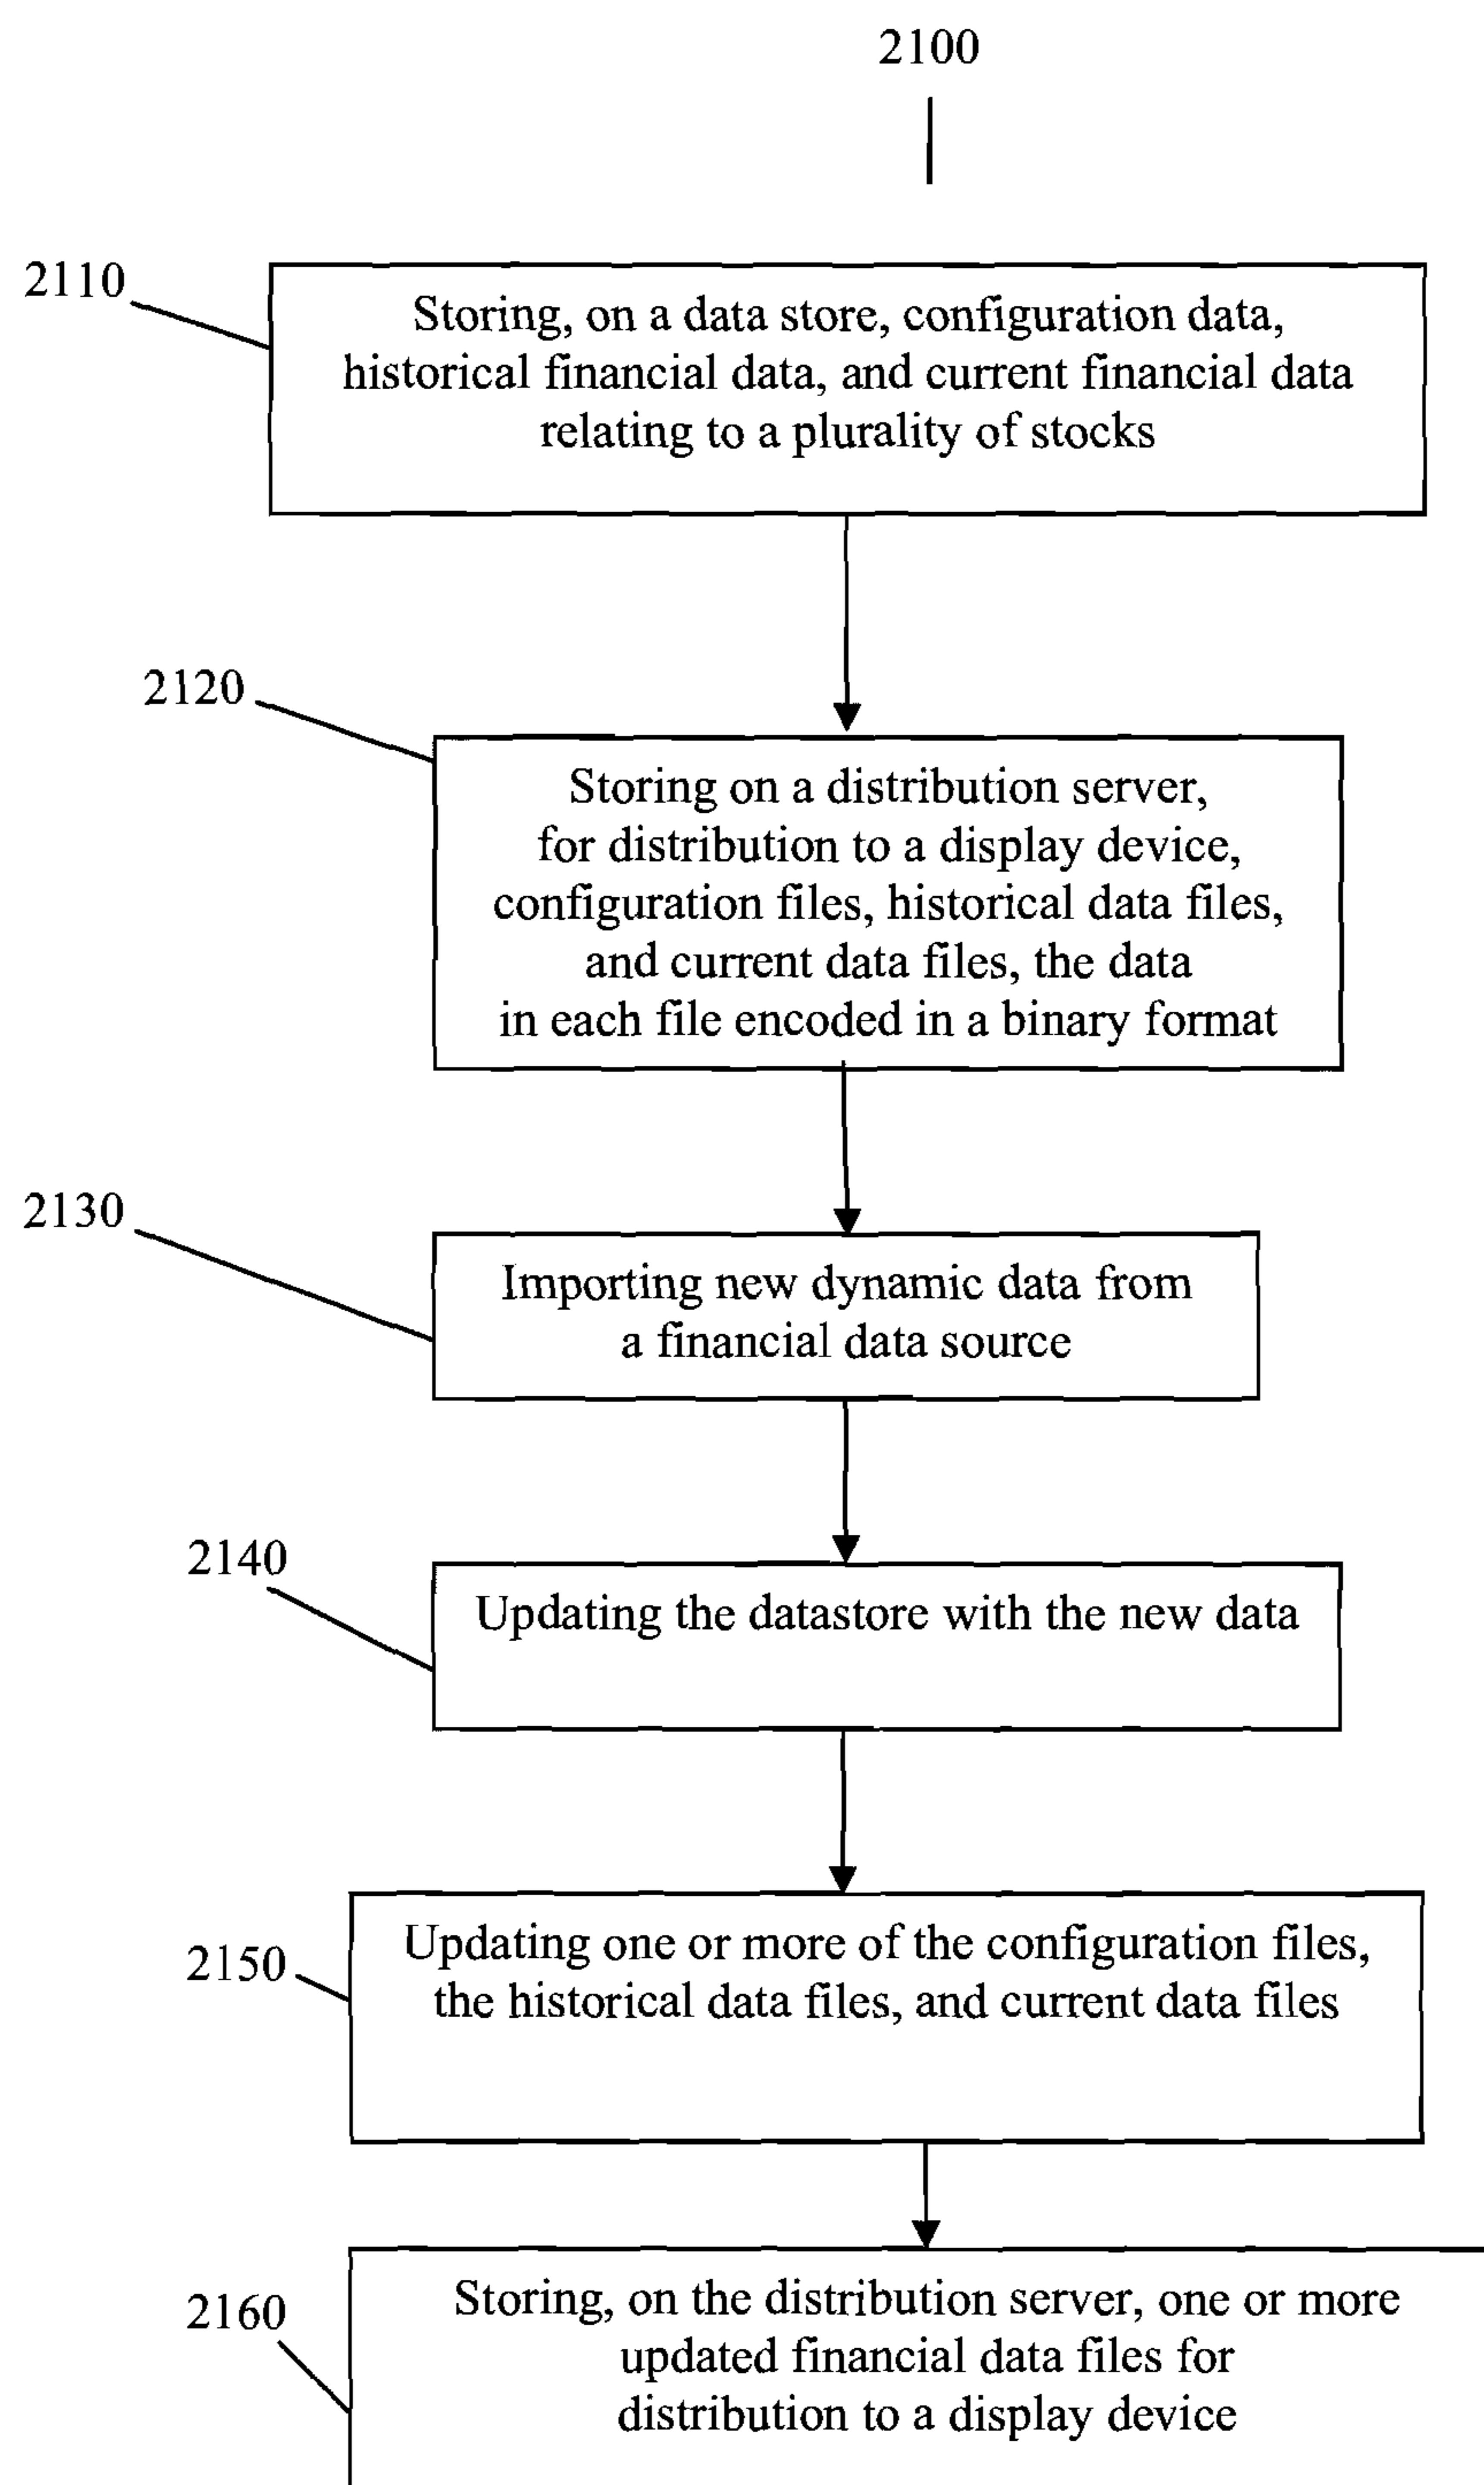 2100
2110
Storing, on a data store, configuration data,
historical financial data, and current financial data
relating to a plurality of stocks
2120
Storing on a distribution server,
for distribution to a display device,
configuration files, historical data files,
and current data files, the data
in each file encoded in a binary format
2130
Importing new dynamic data from
a financial data source
2140
Updating the datastore with the new data
2150
Updating one or more of the configuration files,
the historical data files, and current data files
2160
Storing, on the distribution server, one or more
updated financial data files for
distribution to a display device